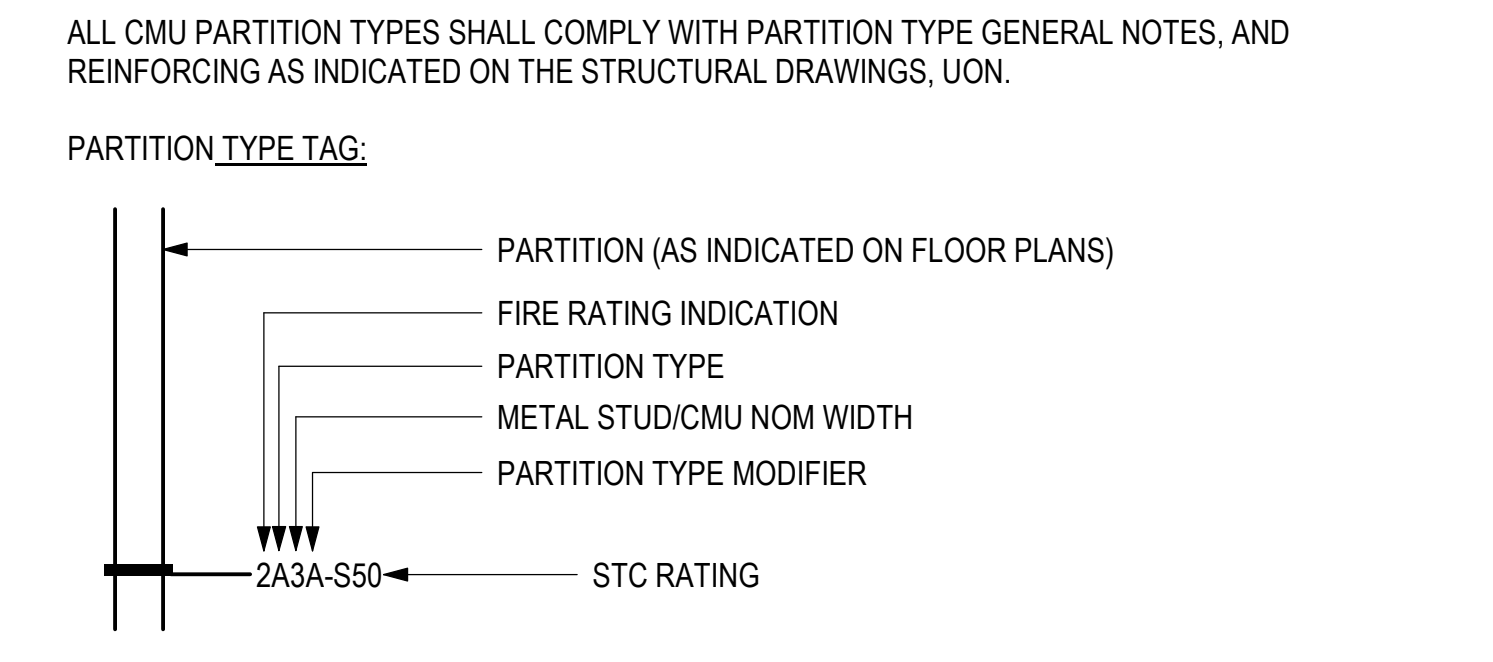 ALL CMU PARTITION TYPES SHALL COMPLY WITH PARTITION TYPE GENERAL NOTES, AND
REINFORCING AS INDICATED ON THE STRUCTURAL DRAWINGS, UON.
PARTITION TYPE TAG:
PARTITION (AS INDICATED ON FLOOR PLANS)
FIRE RATING INDICATION
PARTITION TYPE
METAL STUD/CMU NOM WIDTH
PARTITION TYPE MODIFIER
2A3A-S50
STC RATING